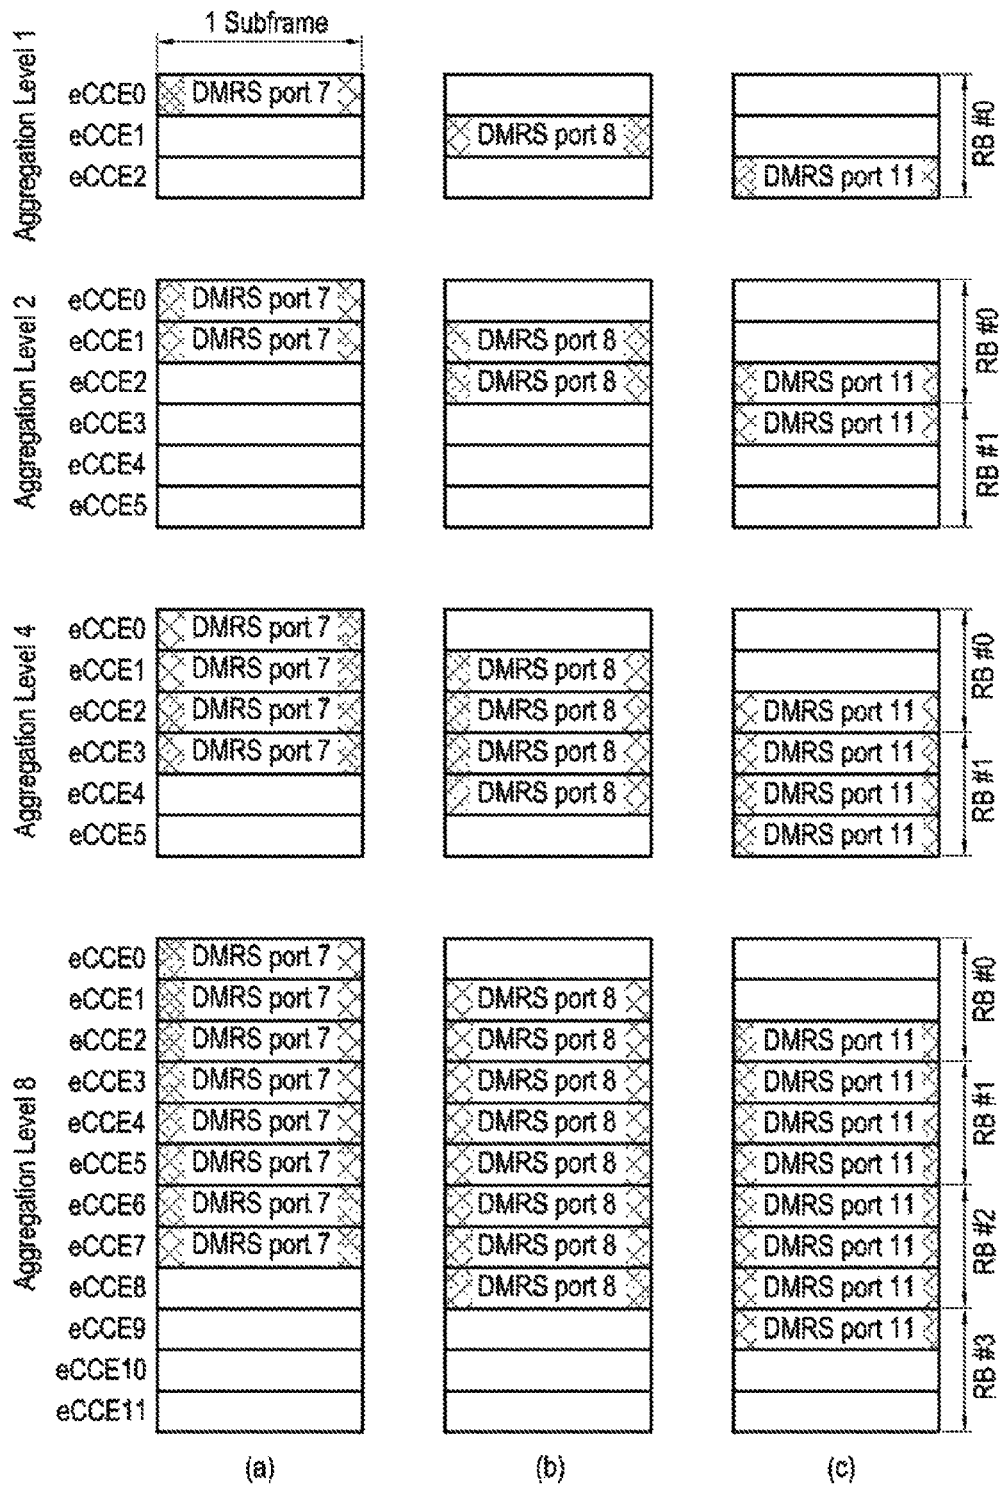 1 Subframe
Aggregation Level 1
eCCE0 DMRS port 7
eCCE1 DMRS port 8
eCCE2 DMRS port 11
RB #0
Aggregation Level 2
eCCE0 DMRS port 7
eCCE1 DMRS port 7 DMRS port 8
eCCE2 DMRS port 8 DMRS port 11
eCCE3 DMRS port 11
eCCE4
eCCE5
RB #0
RB #1
Aggregation Level 4
eCCE0 DMRS port 7
eCCE1 DMRS port 7 DMRS port 8
eCCE2 DMRS port 7 DMRS port 8 DMRS port 11
eCCE3 DMRS port 7 DMRS port 8 DMRS port 11
eCCE4 DMRS port 8 DMRS port 11
eCCE5 DMRS port 11
RB #0
RB #1
Aggregation Level 8
eCCE0 DMRS port 7
eCCE1 DMRS port 7 DMRS port 8
eCCE2 DMRS port 7 DMRS port 8 DMRS port 11
eCCE3 DMRS port 7 DMRS port 8 DMRS port 11
eCCE4 DMRS port 7 DMRS port 8 DMRS port 11
eCCE5 DMRS port 7 DMRS port 8 DMRS port 11
eCCE6 DMRS port 7 DMRS port 8 DMRS port 11
eCCE7 DMRS port 7 DMRS port 8 DMRS port 11
eCCE8 DMRS port 8 DMRS port 11
eCCE9 DMRS port 11
eCCE10
eCCE11
RB #0
RB #1
RB #2
RB #3
(a) (b) (c)